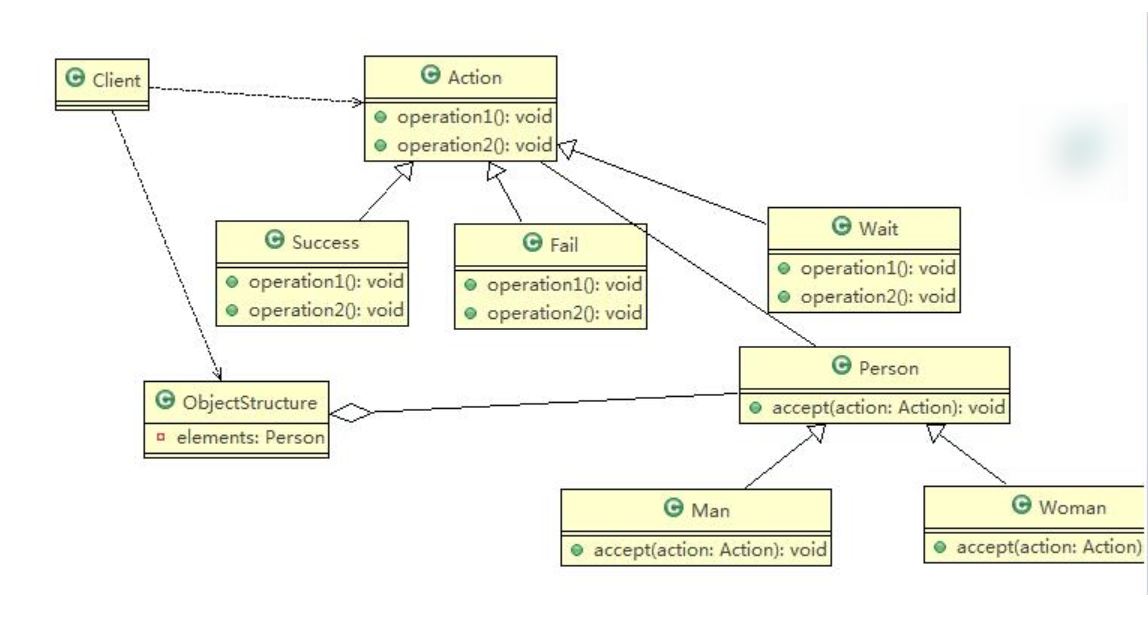 Client
Action
operation1(): void
operation2(): void
Success
operation1(): void
operation2(): void
Fail
operation1(): void
operation2(): void
Wait
operation1(): void
operation2(): void
ObjectStructure
elements: Person
Person
accept(action: Action): void
Man
accept(action: Action): void
Woman
accept(action: Action)